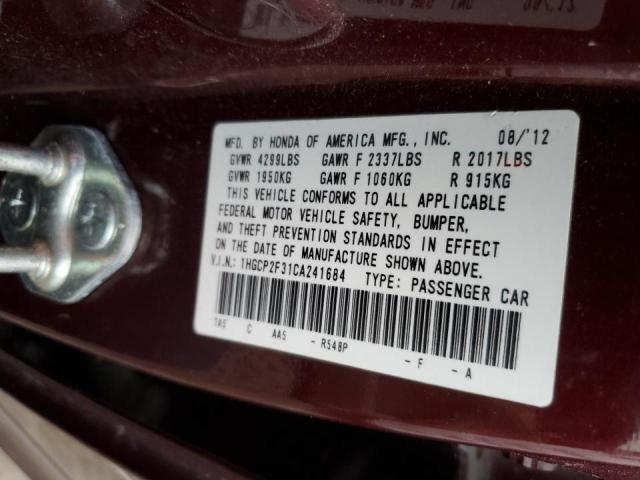 MFD. BY HONDA OF AMERICA MFG., INC. 08/'12
GVWR 4299LBS GAWR F 2337LBS R 2017LBS
GVWR 1950KG GAWR F 1060KG R 915KG
THIS VEHICLE CONFORMS TO ALL APPLICABLE
FEDERAL MOTOR VEHICLE SAFETY, BUMPER,
AND THEFT PREVENTION STANDARDS IN EFFECT
ON THE DATE OF MANUFACTURE SHOWN ABOVE.
V.I.N.: 1HGCP2F31CA241684 TYPE: PASSENGER CAR
TA5 C AA5 - R548P - F - A